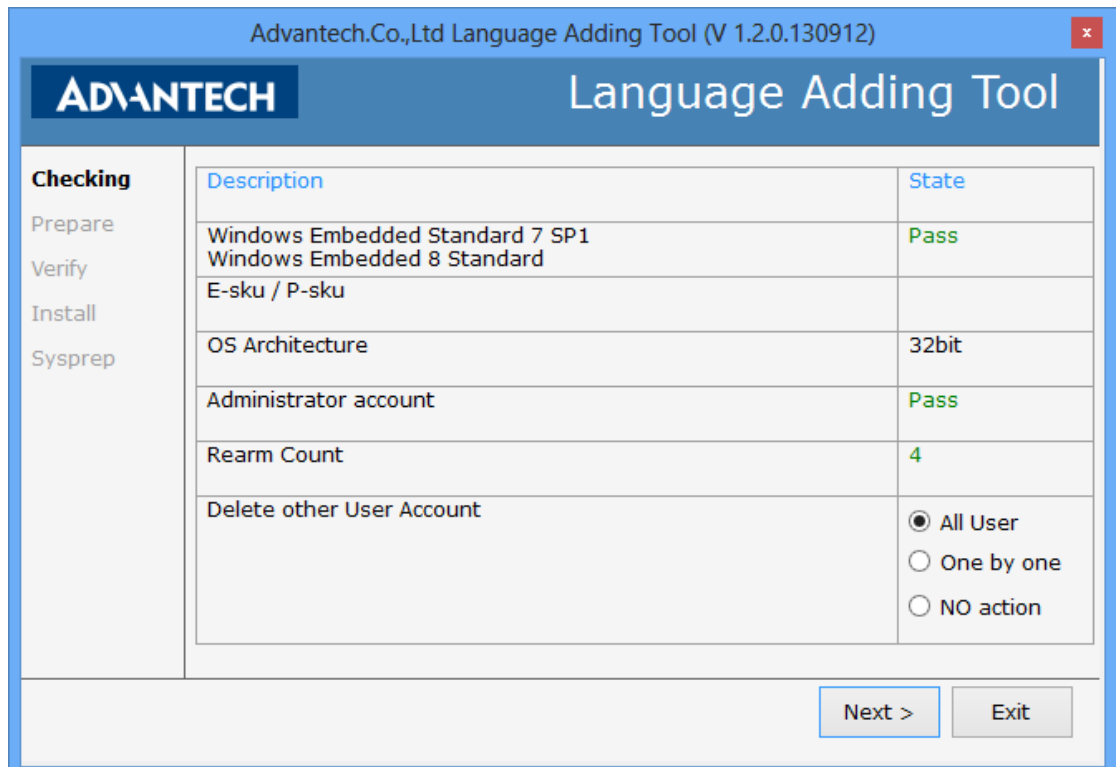 Advantech.Co.,Ltd Language Adding Tool (V 1.2.0.130912)
x
ADVANTECH
Language Adding Tool
Checking
Prepare
Verify
Install
Sysprep
Description
State
Windows Embedded Standard 7 SP1
Windows Embedded 8 Standard
Pass
E-sku / P-sku
OS Architecture
32bit
Administrator account
Pass
Rearm Count
4
Delete other User Account
All User
One by one
NO action
Next >
Exit